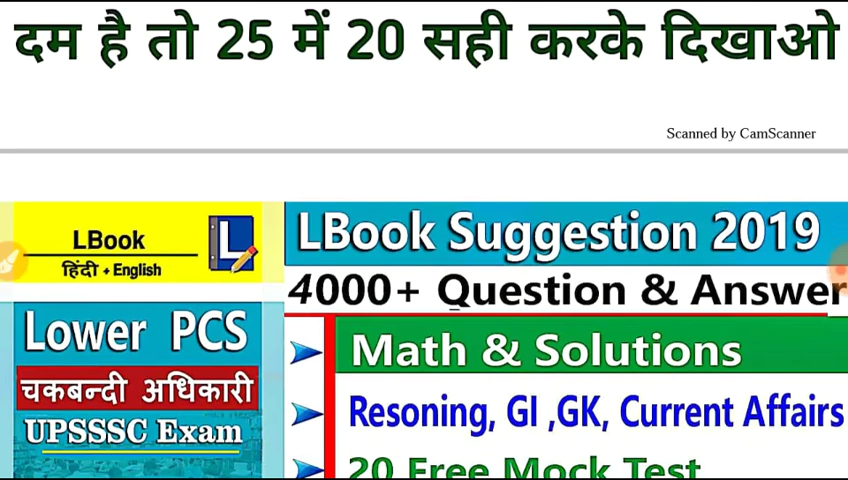 दम है तो 25 में 20 सही करके दिखाओ
Scanned by CamScanner
LBook
हिंदी + English
L
Lower PCS
चकबन्दी अधिकारी
UPSSSC Exam
LBook Suggestion 2019
4000+ Question & Answer
Math & Solutions
Resoning, GI ,GK, Current Affairs
20 Free Mock Test